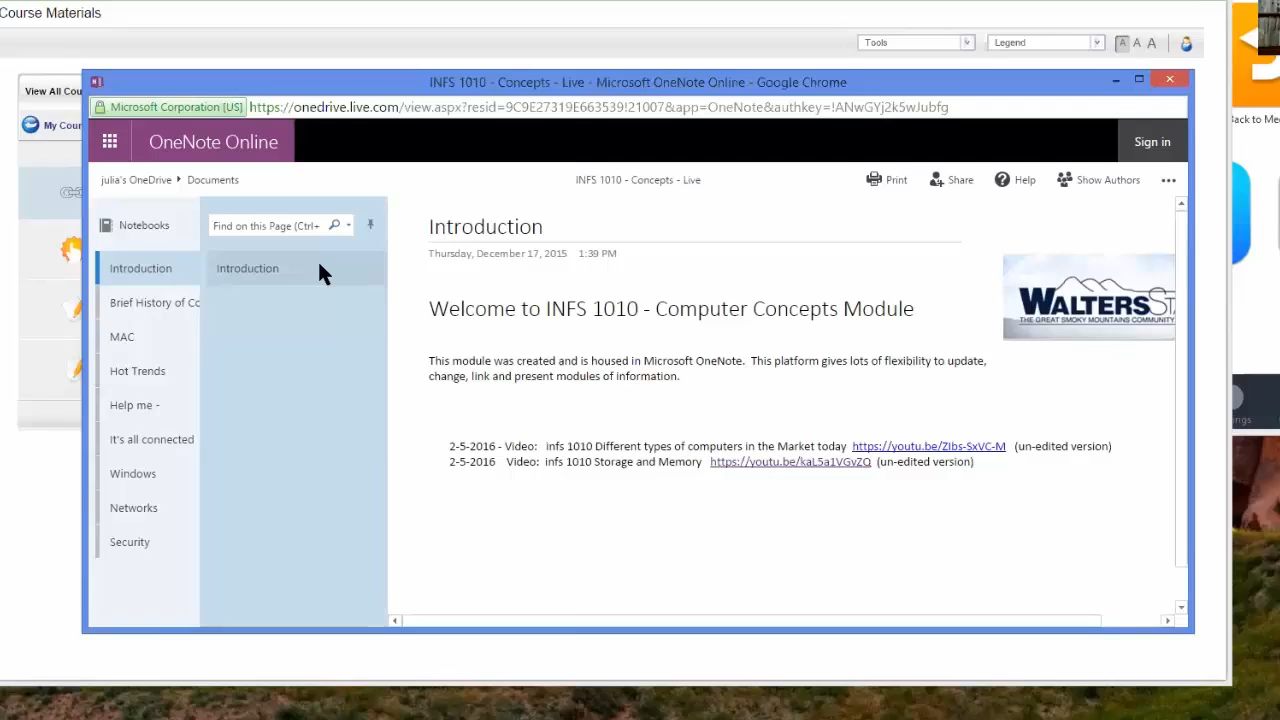 Course Materials
Tools
Legend
A A A
View All Cou
My Cour
INFS 1010 - Concepts - Live - Microsoft OneNote Online - Google Chrome
Microsoft Corporation [US] https://onedrive.live.com/view.aspx?resid=9C9E27319E663539!21007&app=OneNote&authkey=!ANwGYj2k5wJubfg
OneNote Online
Sign in
julia's OneDrive Documents
INFS 1010 - Concepts - Live
Print
Share
Help
Show Authors
Notebooks
Find on this Page (Ctrl+
Introduction
Brief History of Co
MAC
Hot Trends
Help me -
It's all connected
Windows
Networks
Security
Introduction
Introduction
Thursday, December 17, 2015 1:39 PM
Welcome to INFS 1010 - Computer Concepts Module
WALTERS ST
THE GREAT SMOKY MOUNTAINS COMMUNITY
This module was created and is housed in Microsoft OneNote. This platform gives lots of flexibility to update,
change, link and present modules of information.
2-5-2016 - Video: infs 1010 Different types of computers in the Market today https://youtu.be/ZIbs-SxVC-M (un-edited version)
2-5-2016 Video: infs 1010 Storage and Memory https://youtu.be/kaL5a1VGvZQ (un-edited version)
ack to Me
ngs